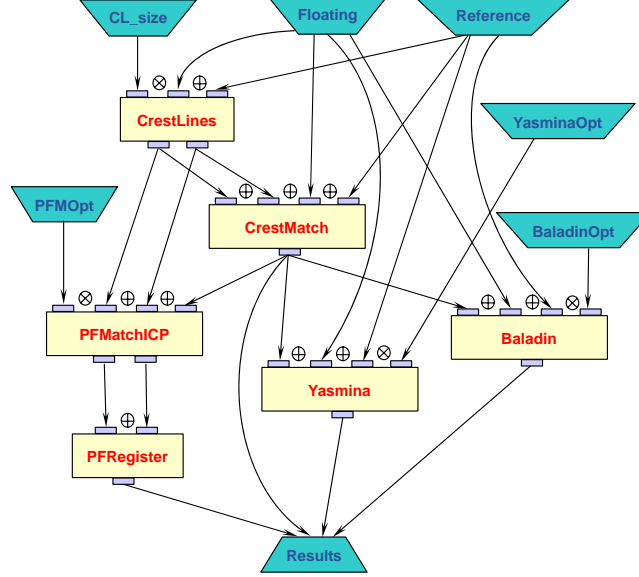 CL_size
Floating
Reference
⊗ ⊕
CrestLines
YasminaOpt
PFMOpt
⊕ ⊕ ⊕
CrestMatch
BaladinOpt
⊗ ⊕ ⊕
⊕ ⊕ ⊗
PFMatchICP
Baladin
⊕ ⊕ ⊗
Yasmina
⊕
PFRegister
Results